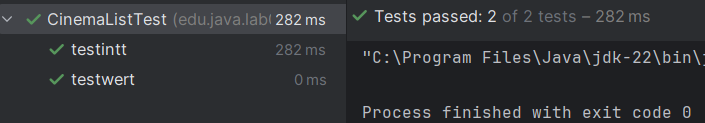 CinemaListTest (edu.java.lab 282 ms
testintt 282 ms
testwert 0 ms
Tests passed: 2 of 2 tests – 282 ms
"C:\Program Files\Java\jdk-22\bin\
Process finished with exit code 0